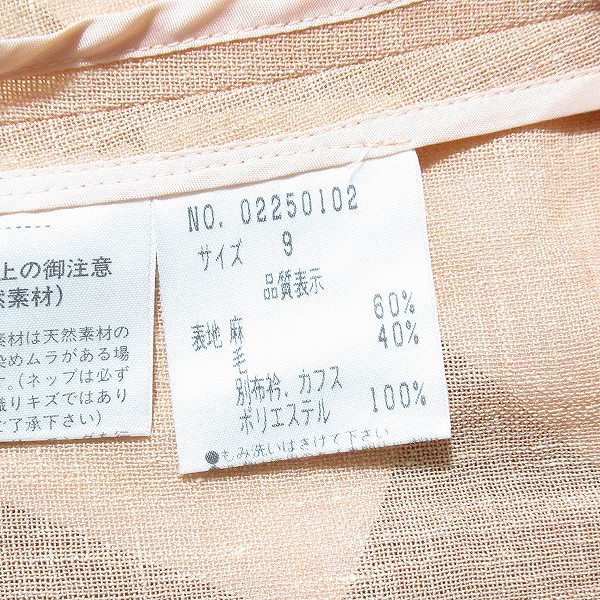 上の御注意
然素材)
素材は天然素材の
染めムラがある場
す。(ネップは必ず
織りキズではあり
ご了承下さい)
NO. 02250102
サイズ 9
品質表示
表地 麻 60%
毛 40%
別布衿、カフス
ポリエステル 100%
●もみ洗いはさけて下さい